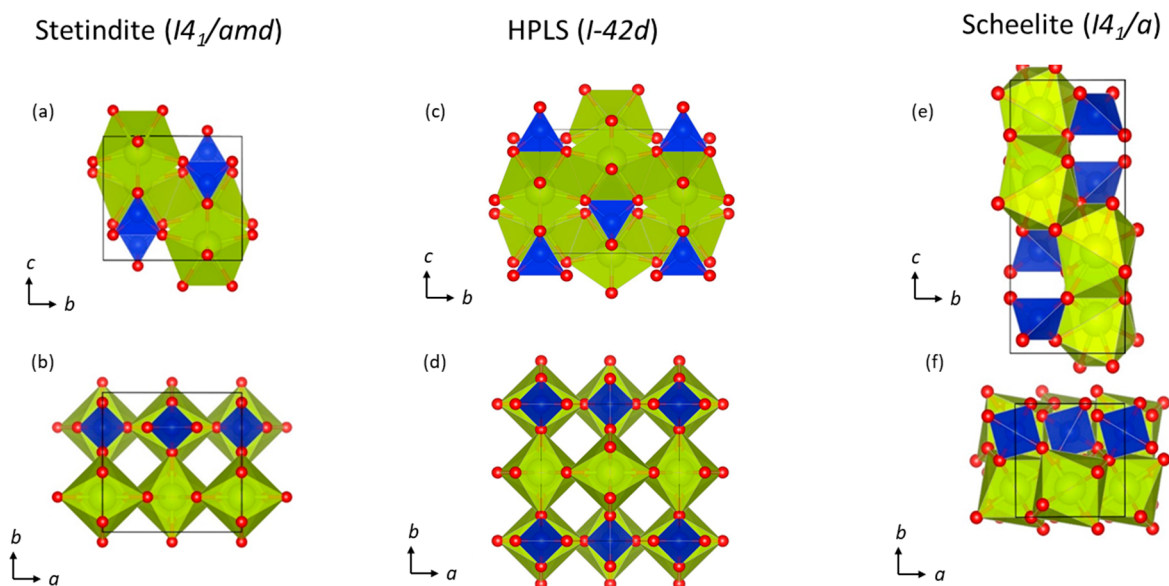 Stetindite (I4₁/amd)
HPLS (I-42d)
Scheelite (I4₁/a)
(a)
(c)
(e)
c
b
c
b
c
b
(b)
(d)
(f)
b
a
b
a
b
a